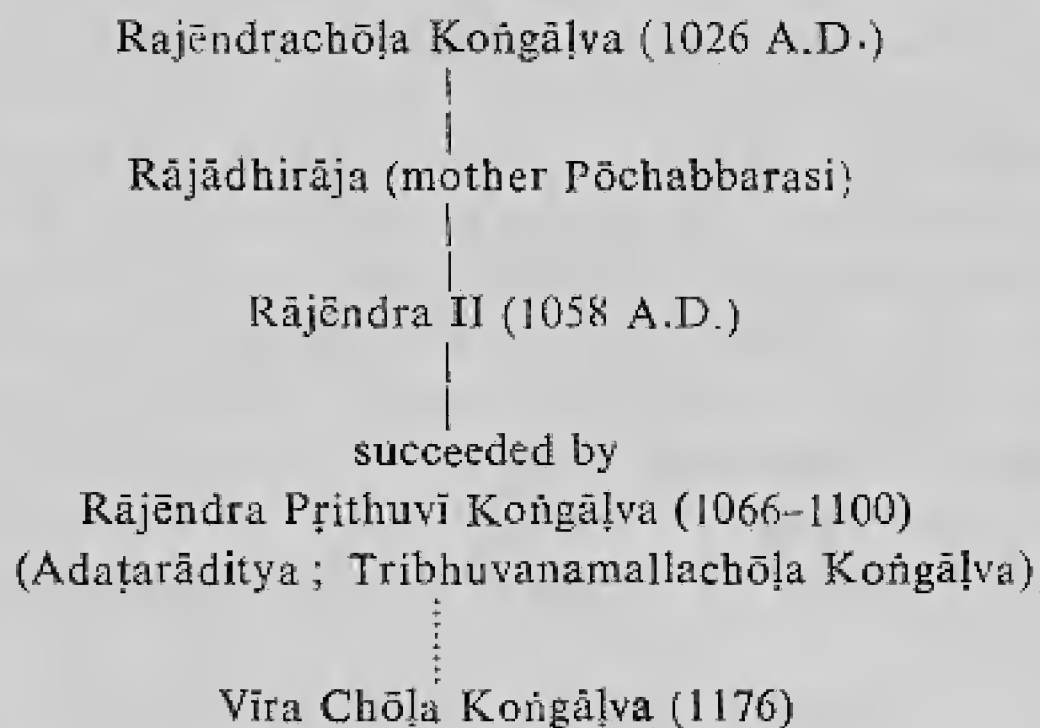 Rajēndrachōḷa Koṅgāḷva (1026 A.D.)
Rājādhirāja (mother Pōchabbarasi)
Rājēndra II (1058 A.D.)
succeeded by
Rājēndra Pṛithuvī Koṅgāḷva (1066–1100)
(Adaṭarāditya ; Tribhuvanamallachōḷa Koṅgāḷva)
Vīra Chōḷa Koṅgāḷva (1176)